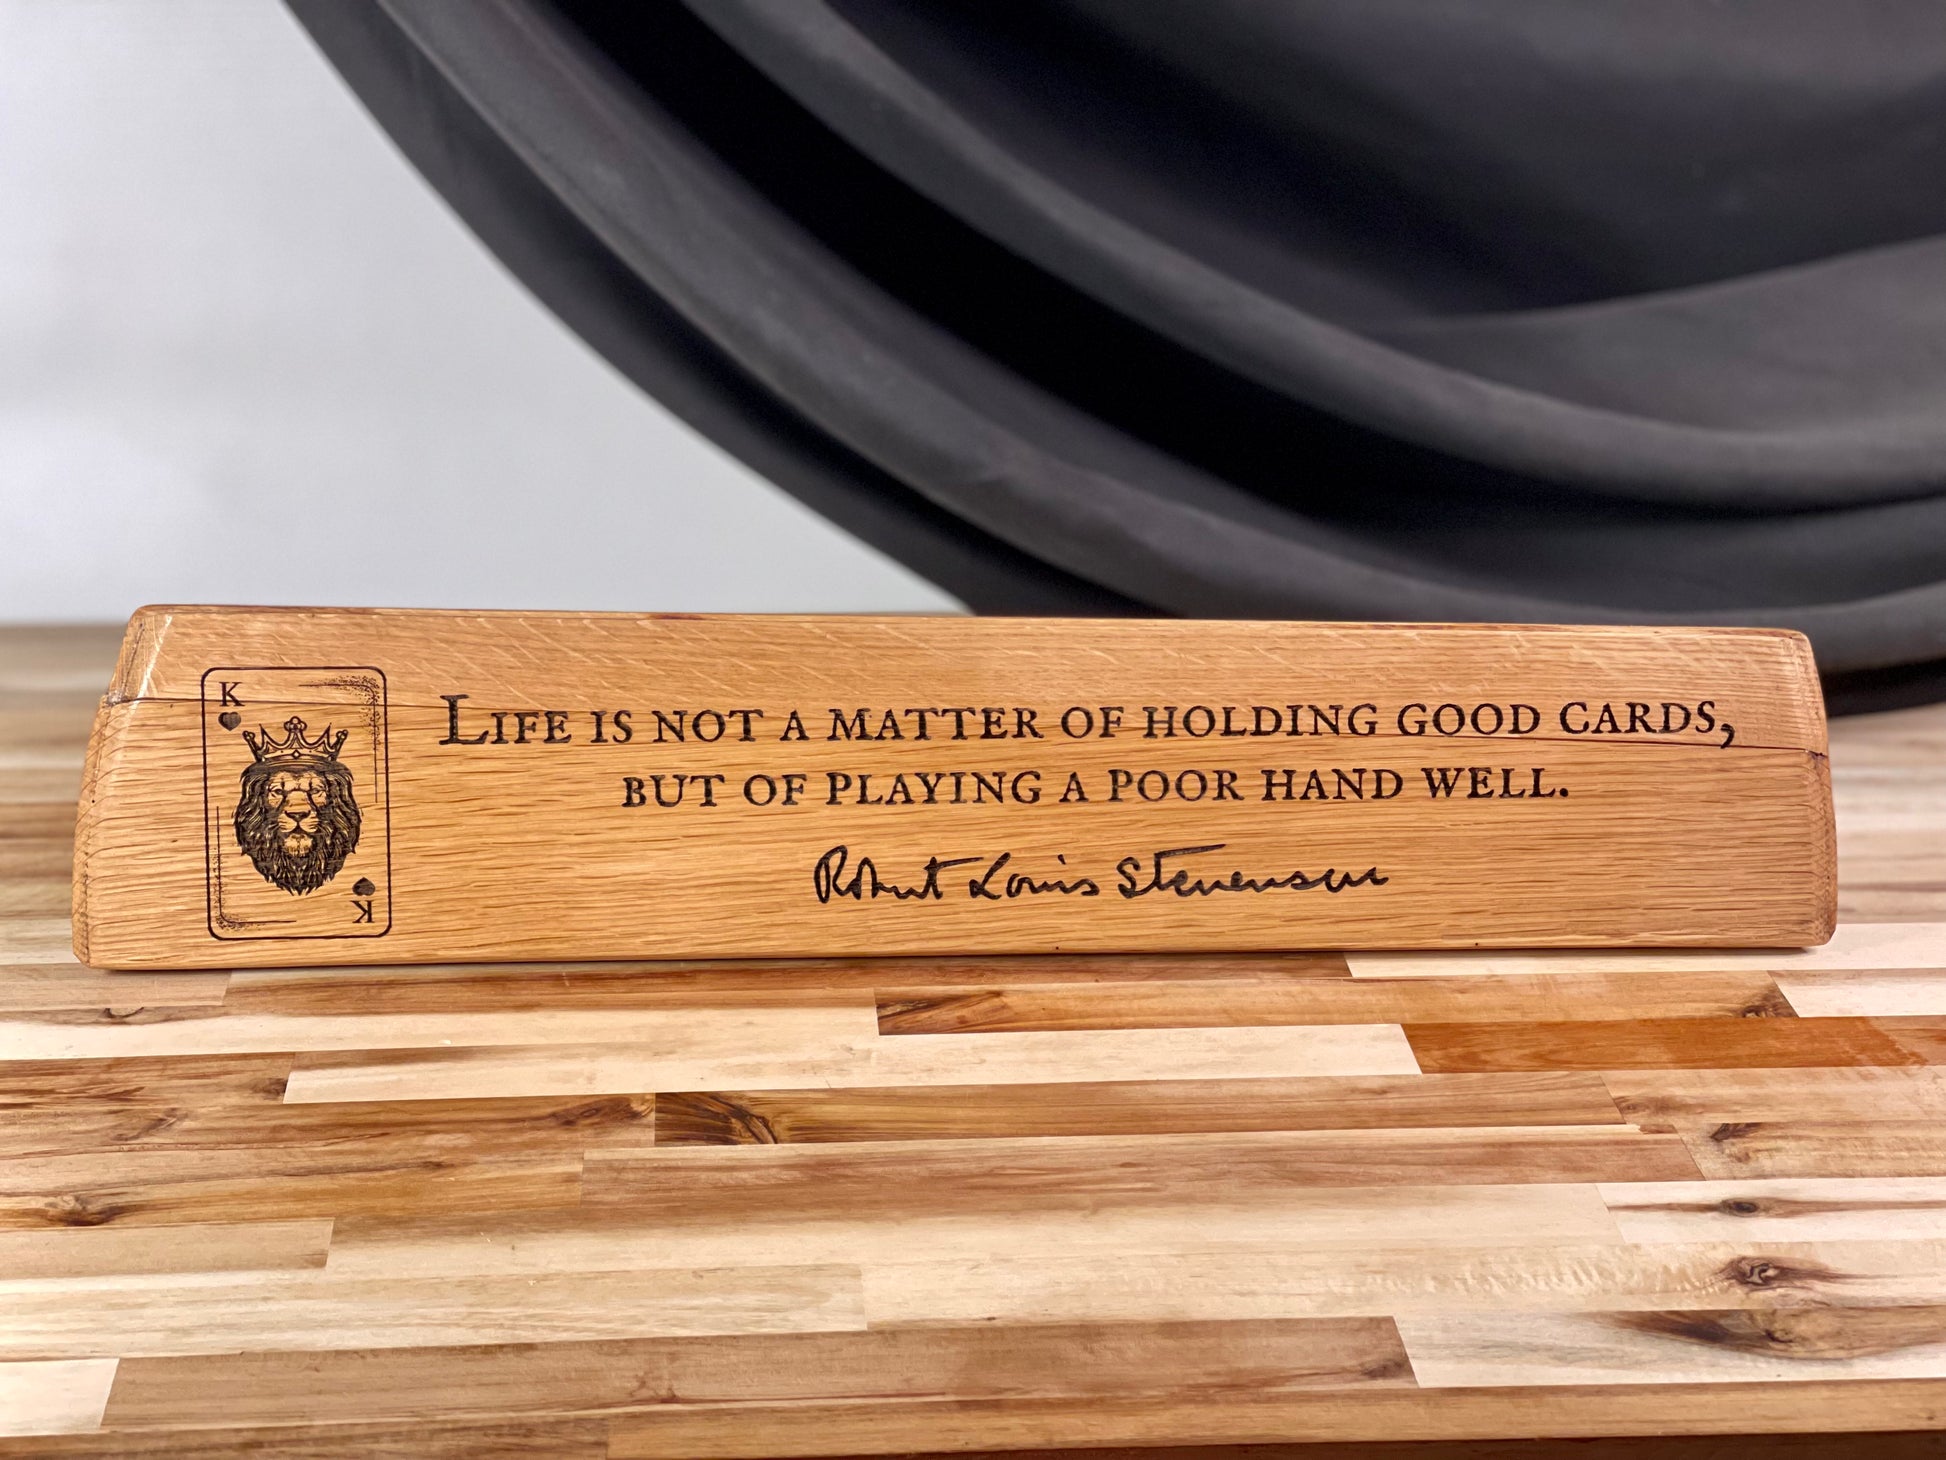 K
LIFE IS NOT A MATTER OF HOLDING GOOD CARDS,
BUT OF PLAYING A POOR HAND WELL.
Robert Louis Stevenson
K